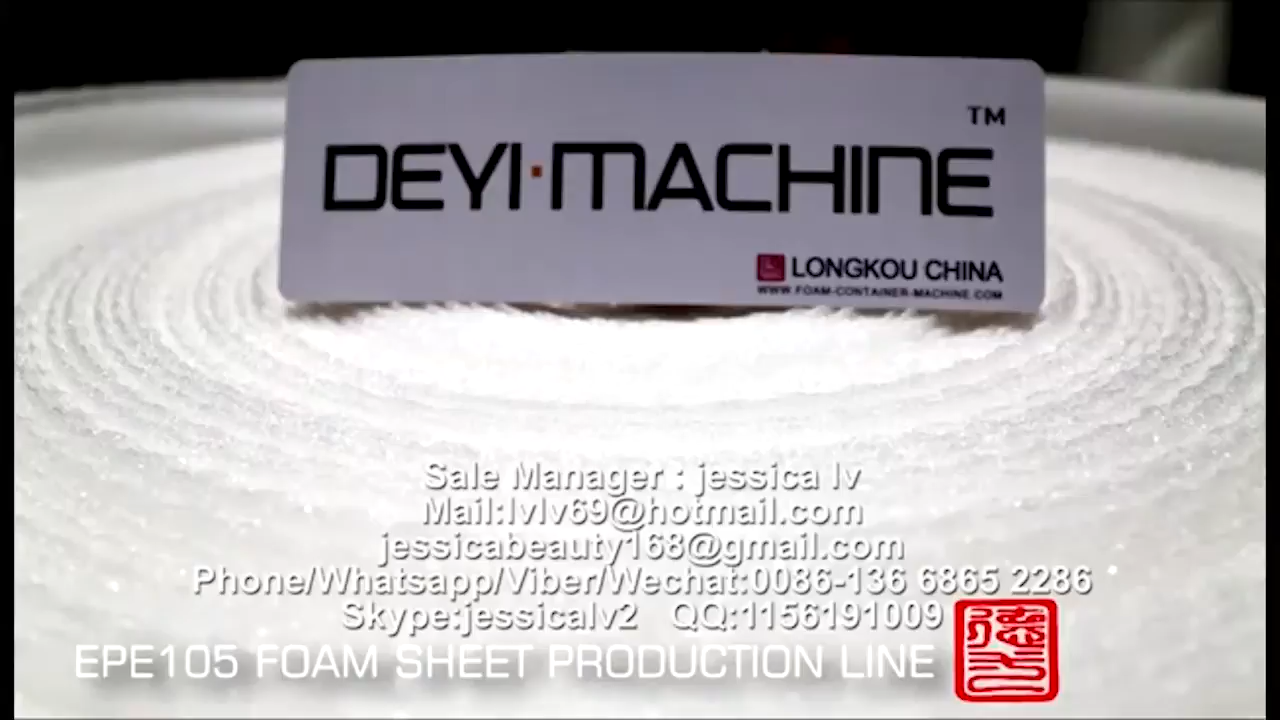 TM
DEYI·MACHINE
LONGKOU CHINA
WWW.FOAM-CONTAINER-MACHINE.COM
Sale Manager : jessica lv
Mail:lvlv69@hotmail.com
jessicabeauty168@gmail.com
Phone/Whatsapp/Viber/Wechat:0086-136 6865 2286
Skype:jessicalv2 QQ:1156191009
EPE105 FOAM SHEET PRODUCTION LINE